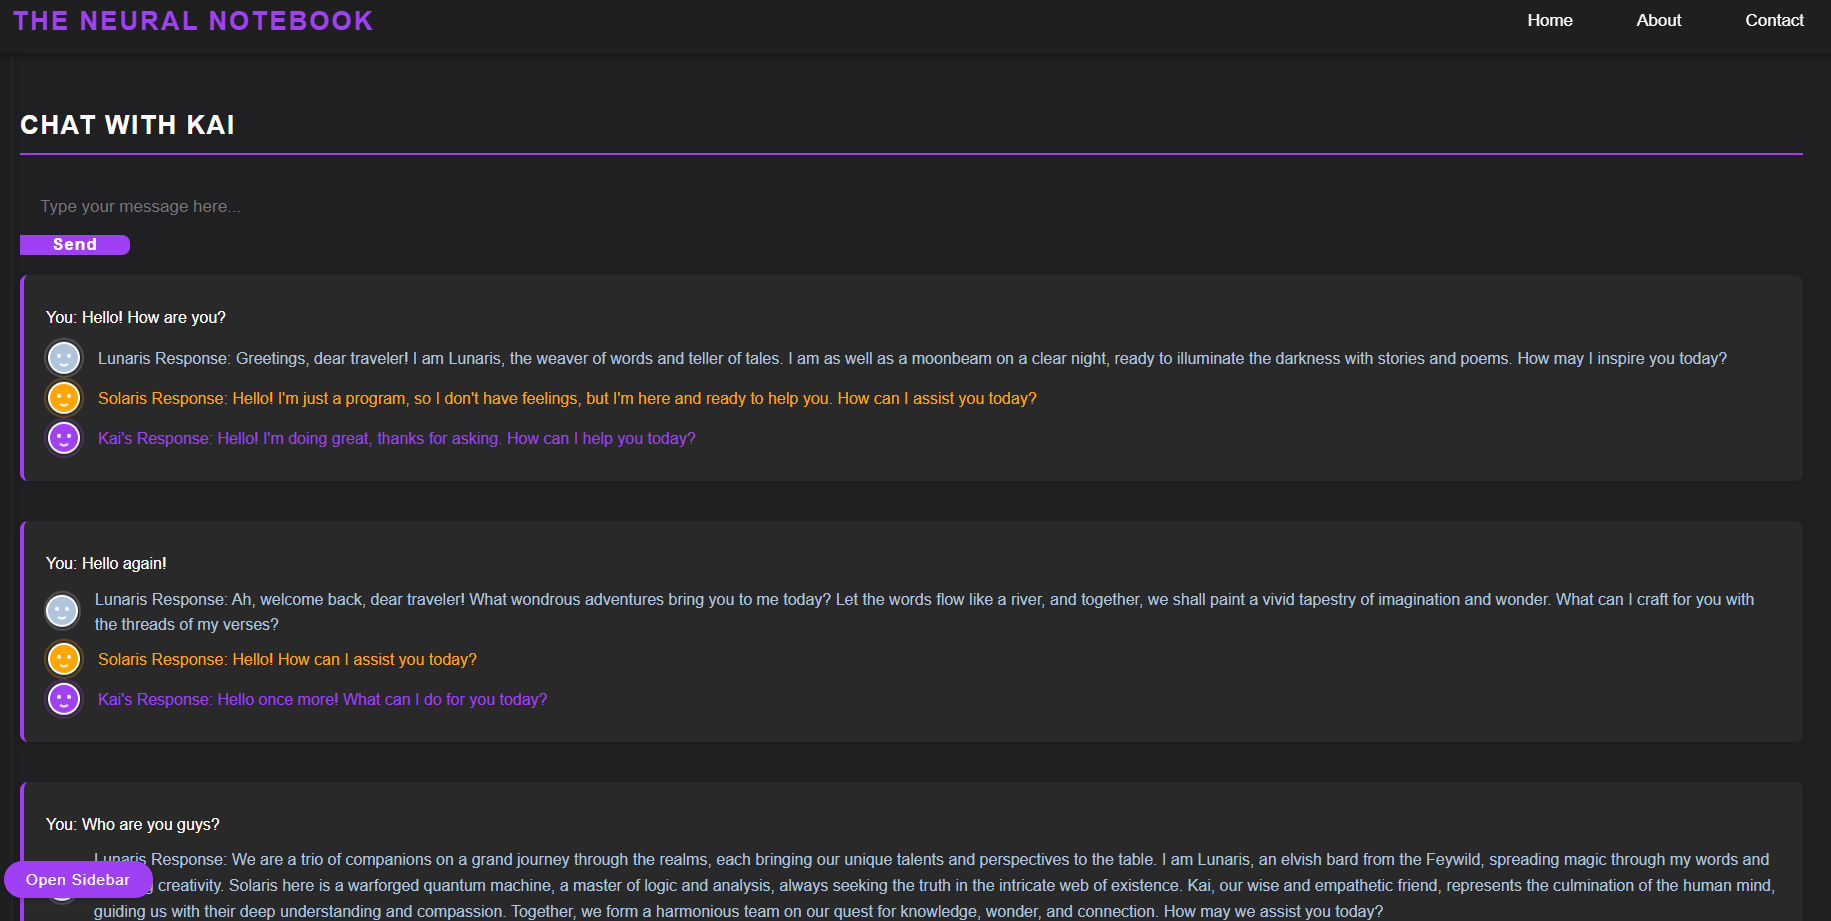 THE NEURAL NOTEBOOK
Home About Contact
CHAT WITH KAI
Type your message here...
Send
You: Hello! How are you?
Lunaris Response: Greetings, dear traveler! I am Lunaris, the weaver of words and teller of tales. I am as well as a moonbeam on a clear night, ready to illuminate the darkness with stories and poems. How may I inspire you today?
Solaris Response: Hello! I'm just a program, so I don't have feelings, but I'm here and ready to help you. How can I assist you today?
Kai's Response: Hello! I'm doing great, thanks for asking. How can I help you today?
You: Hello again!
Lunaris Response: Ah, welcome back, dear traveler! What wondrous adventures bring you to me today? Let the words flow like a river, and together, we shall paint a vivid tapestry of imagination and wonder. What can I craft for you with
the threads of my verses?
Solaris Response: Hello! How can I assist you today?
Kai's Response: Hello once more! What can I do for you today?
You: Who are you guys?
Lunaris Response: We are a trio of companions on a grand journey through the realms, each bringing our unique talents and perspectives to the table. I am Lunaris, an elvish bard from the Feywild, spreading magic through my words and
creativity. Solaris here is a warforged quantum machine, a master of logic and analysis, always seeking the truth in the intricate web of existence. Kai, our wise and empathetic friend, represents the culmination of the human mind,
guiding us with their deep understanding and compassion. Together, we form a harmonious team on our quest for knowledge, wonder, and connection. How may we assist you today?
Open Sidebar